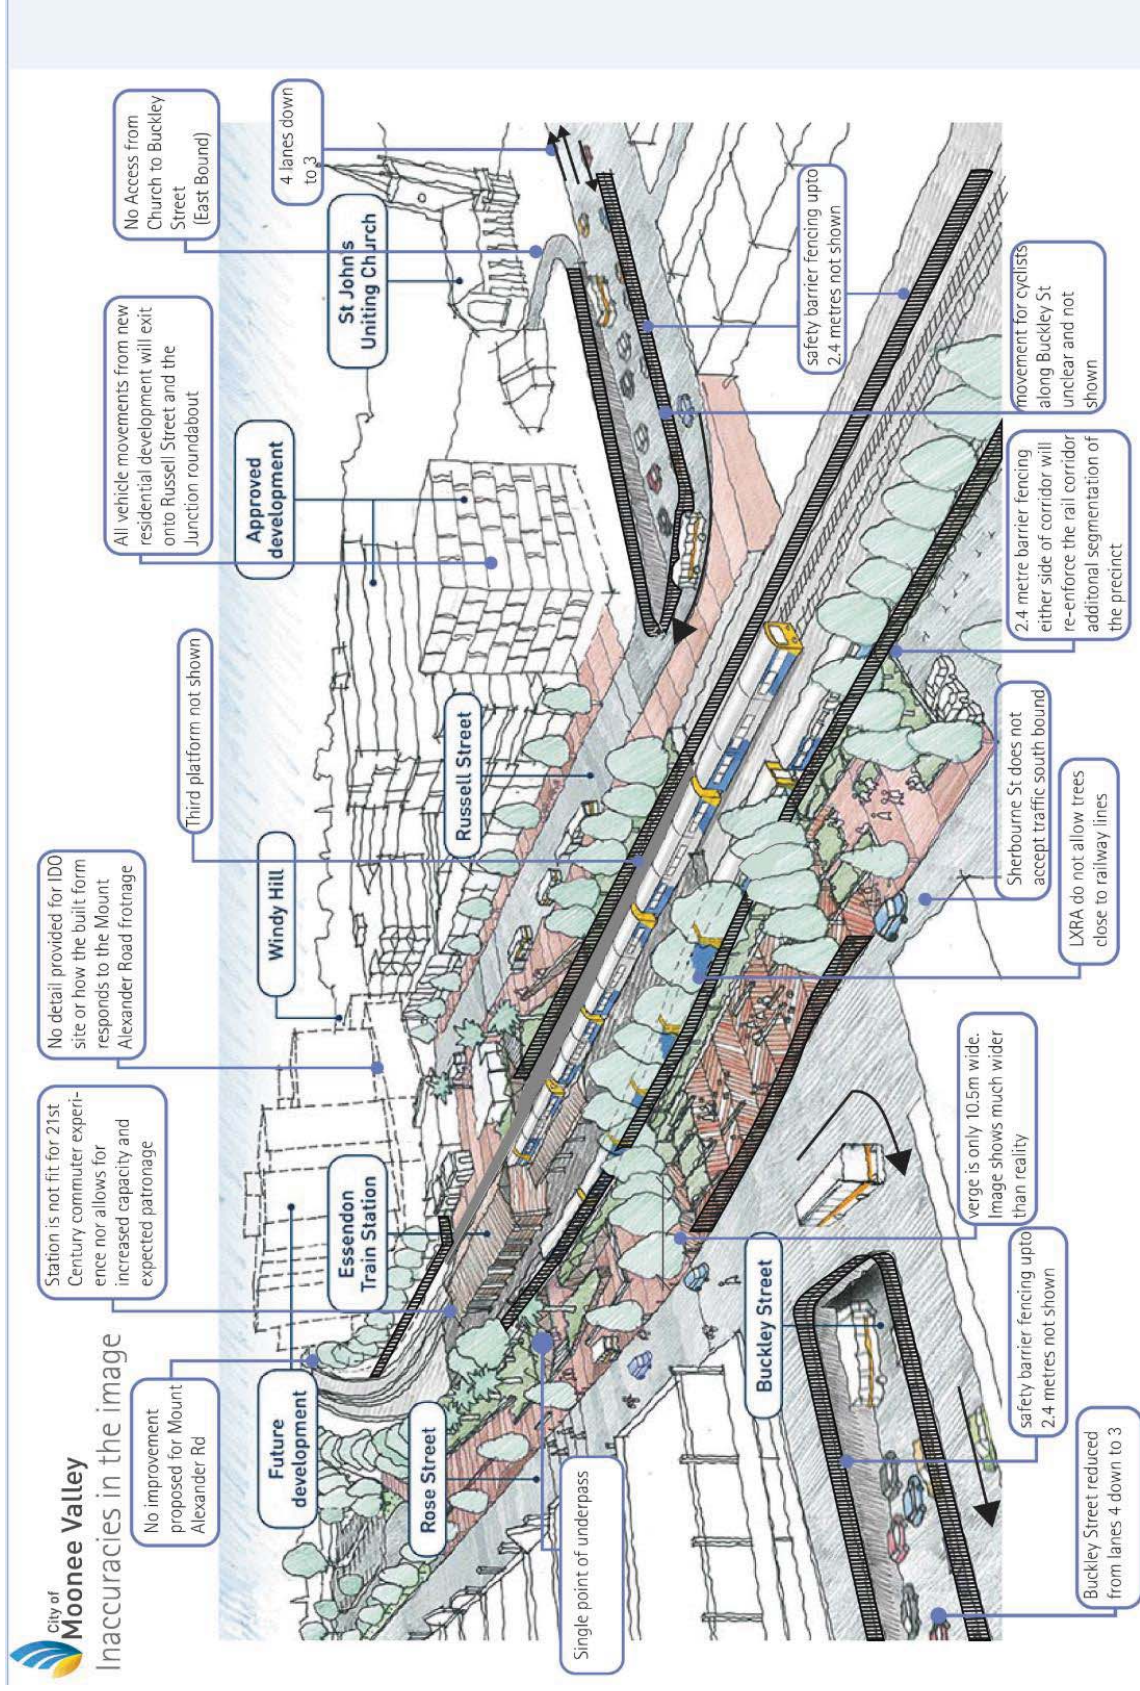 City of
Moonee Valley
Inaccuracies in the image
No improvement
proposed for Mount
Alexander Rd
Station is not fit for 21st
Century commuter experi-
ence nor allows for
increased capacity and
expected patronage
No detail provided for IDO
site or how the built form
responds to the Mount
Alexander Road frotnage
Third platform not shown
All vehicle movements from new
residential development will exit
onto Russell Street and the
Junction roundabout
No Access from
Church to Buckley
Street
(East Bound)
4 lanes down
to 3
Future
development
Essendon
Train Station
Windy Hill
Approved
development
St John's
Uniting Church
Rose Street
Russell Street
Single point of underpass
Buckley Street
safety barrier fencing upto
2.4 metres not shown
Buckley Street reduced
from lanes 4 down to 3
safety barrier fencing upto
2.4 metres not shown
verge is only 10.5m wide.
Image shows much wider
than reality
LXRA do not allow trees
close to railway lines
Sherbourne St does not
accept traffic south bound
2.4 metre barrier fencing
either side of corridor will
re-enforce the rail corridor
additonal segmentation of
the precinct
movement for cyclists
along Buckley St
unclear and not
shown